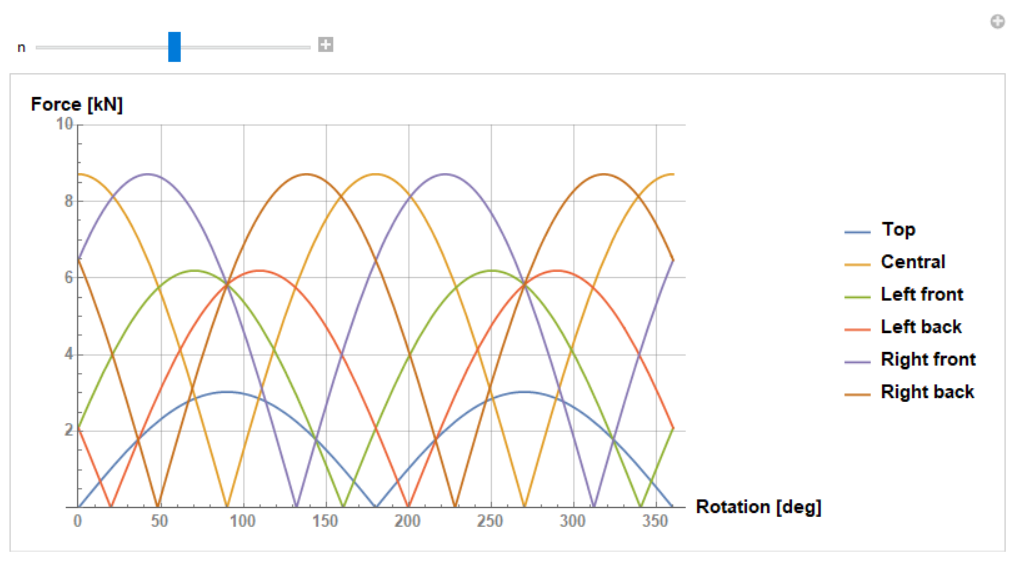 n
Force [kN]
10
8
6
4
2
0 50 100 150 200 250 300 350
Rotation [deg]
Top
Central
Left front
Left back
Right front
Right back